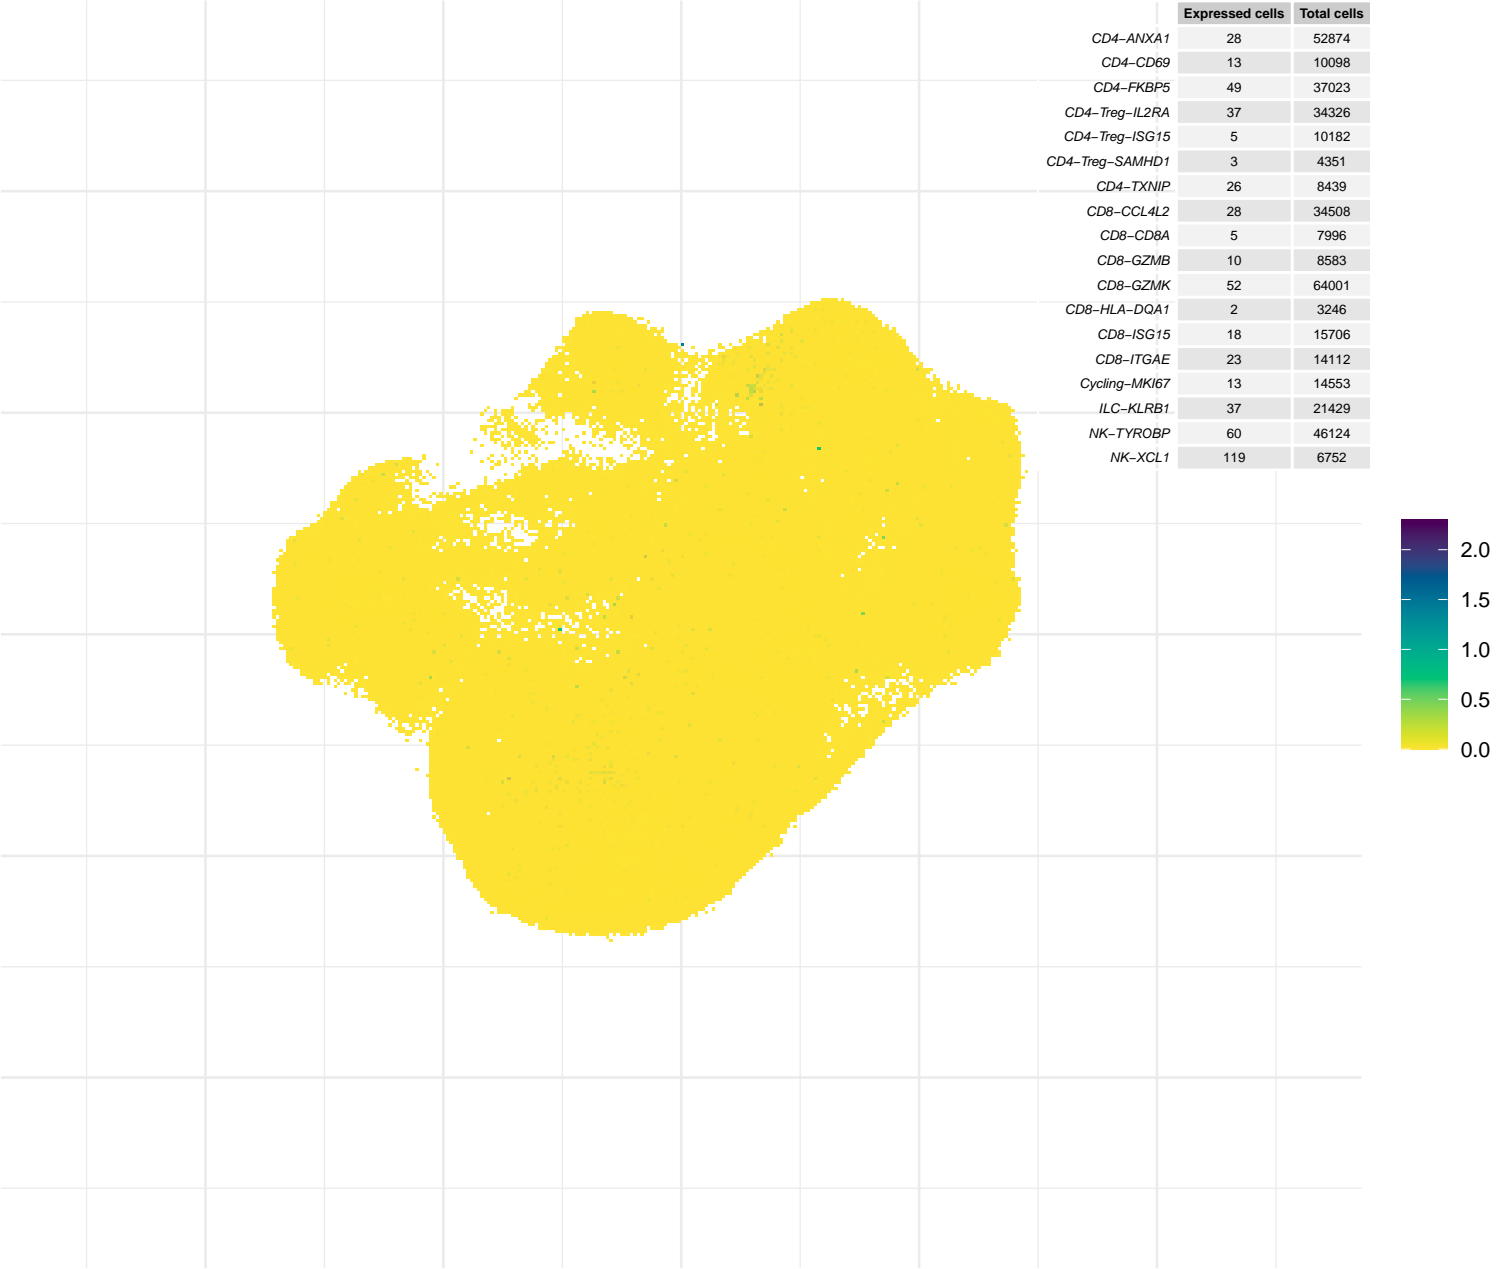 Expressed cells Total cells
CD4−ANXA1 28 52874
CD4−CD69 13 10098
CD4−FKBP5 49 37023
CD4−Treg−IL2RA 37 34326
CD4−Treg−ISG15 5 10182
CD4−Treg−SAMHD1 3 4351
CD4−TXNIP 26 8439
CD8−CCL4L2 28 34508
CD8−CD8A 5 7996
CD8−GZMB 10 8583
CD8−GZMK 52 64001
CD8−HLA−DQA1 2 3246
CD8−ISG15 18 15706
CD8−ITGAE 23 14112
Cycling−MKI67 13 14553
ILC−KLRB1 37 21429
NK−TYROBP 60 46124
NK−XCL1 119 6752
2.0
1.5
1.0
0.5
0.0